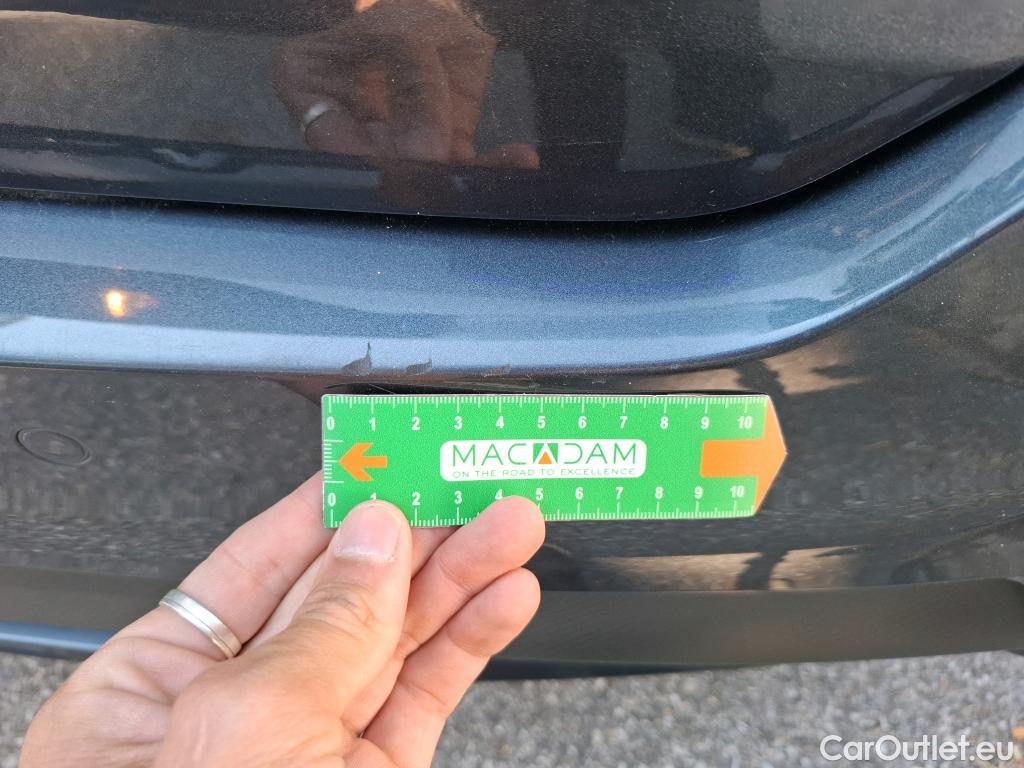 0 1 2 3 4 5 6 7 8 9 10
MACADAM
ON THE ROAD TO EXCELLENCE
0 1 2 3 4 5 6 7 8 9 10
CarOutlet.eu